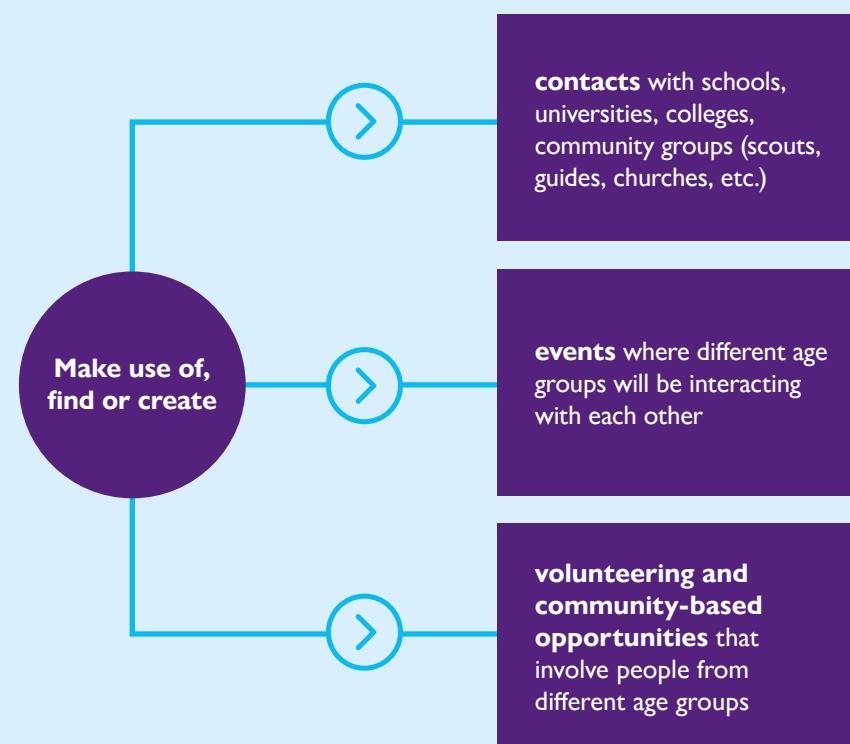 Make use of,
find or create
contacts with schools,
universities, colleges,
community groups (scouts,
guides, churches, etc.)
events where different age
groups will be interacting
with each other
volunteering and
community-based
opportunities that
involve people from
different age groups